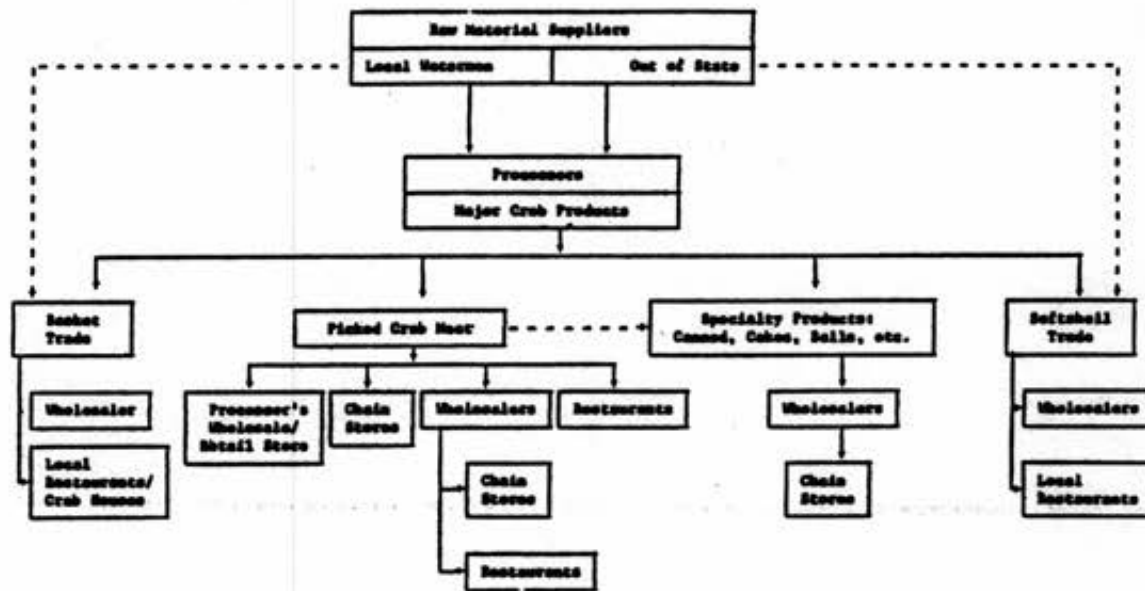 Raw Material Suppliers
Local Watermen
Out of State
Processors
Major Crab Products
Basket
Trade
Picked Crab Meat
Specialty Products:
Canned, Cakes, Balls, etc.
Softshell
Trade
Wholesaler
Local
Restaurants/
Crab Houses
Processor's
Wholesale/
Retail Store
Chain
Stores
Wholesalers
Restaurants
Chain
Stores
Restaurants
Wholesalers
Chain
Stores
Wholesalers
Local
Restaurants